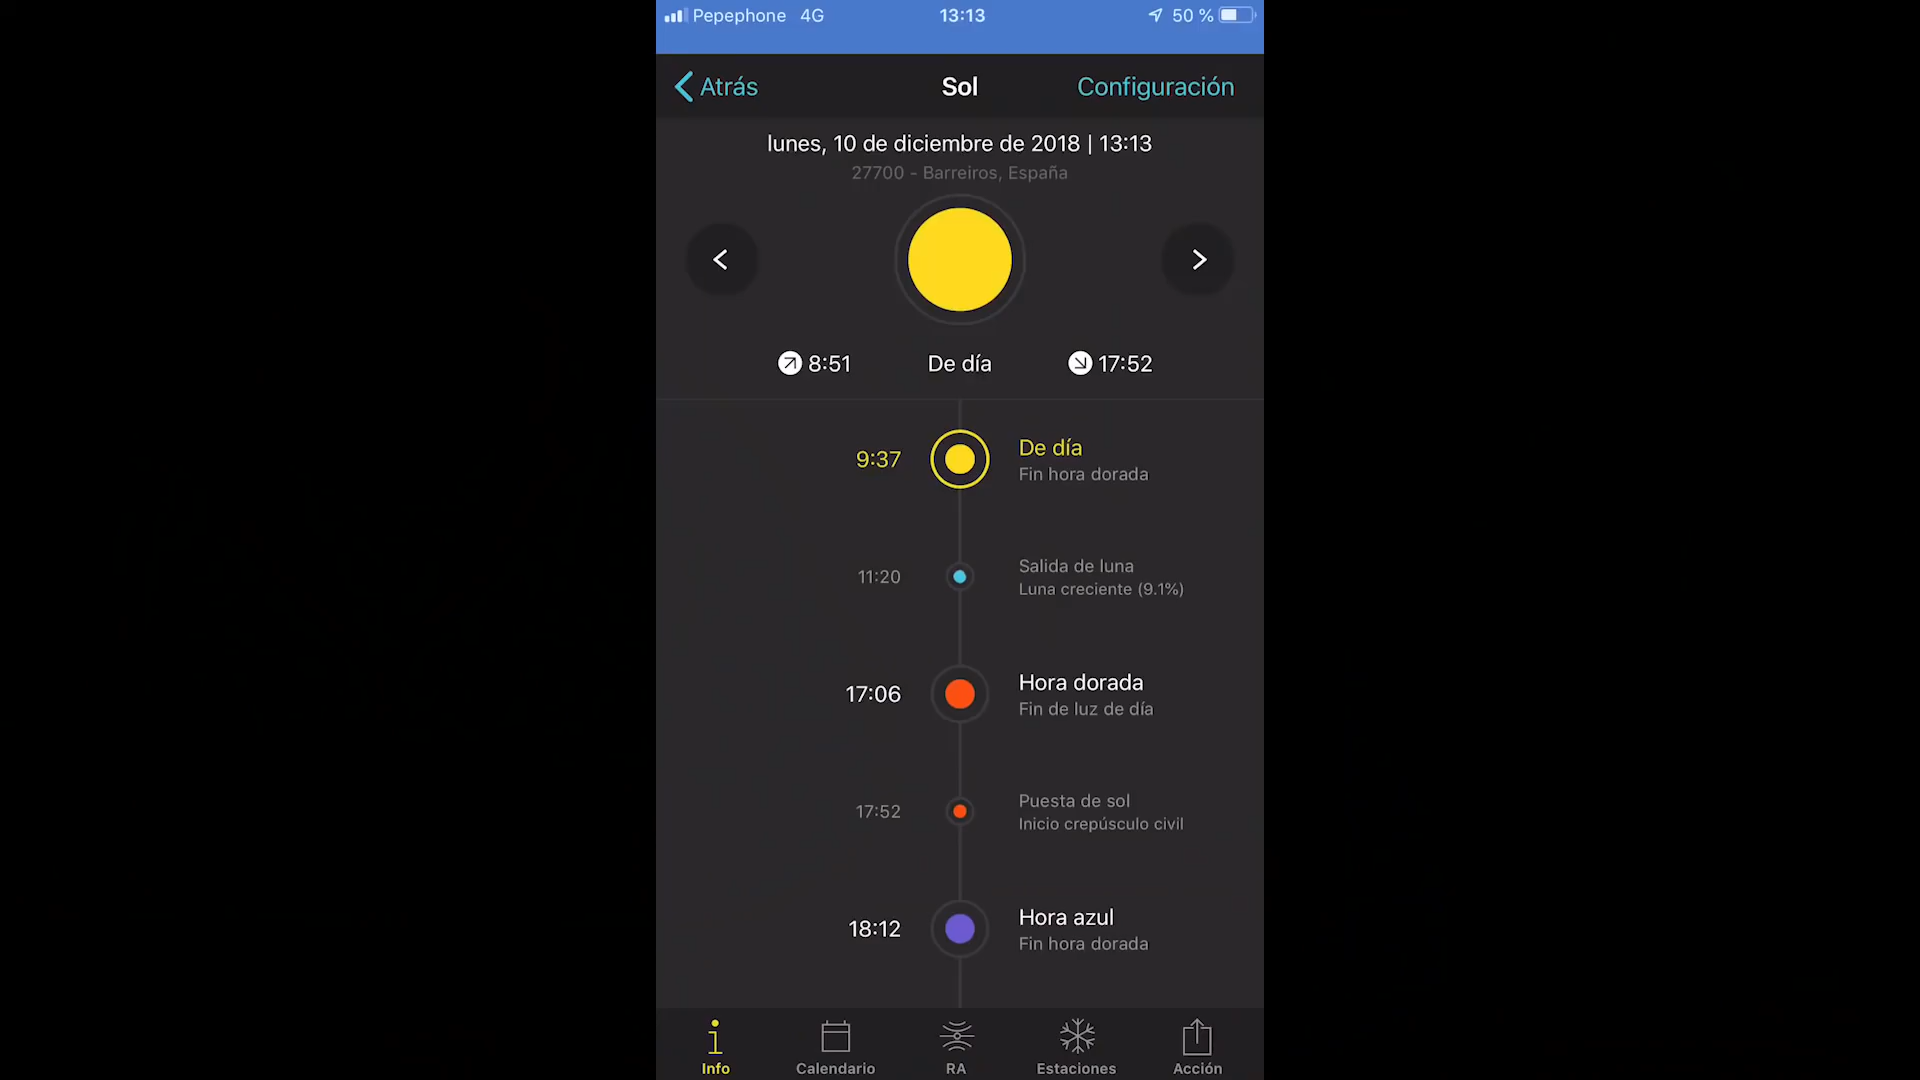 Pepephone 4G 13:13 50 %
Atrás Sol Configuración
lunes, 10 de diciembre de 2018 | 13:13
27700 - Barreiros, España
8:51 De día 17:52
9:37 De día
Fin hora dorada
11:20 Salida de luna
Luna creciente (9.1%)
17:06 Hora dorada
Fin de luz de día
17:52 Puesta de sol
Inicio crepúsculo civil
18:12 Hora azul
Fin hora dorada
Info Calendario RA Estaciones Acción